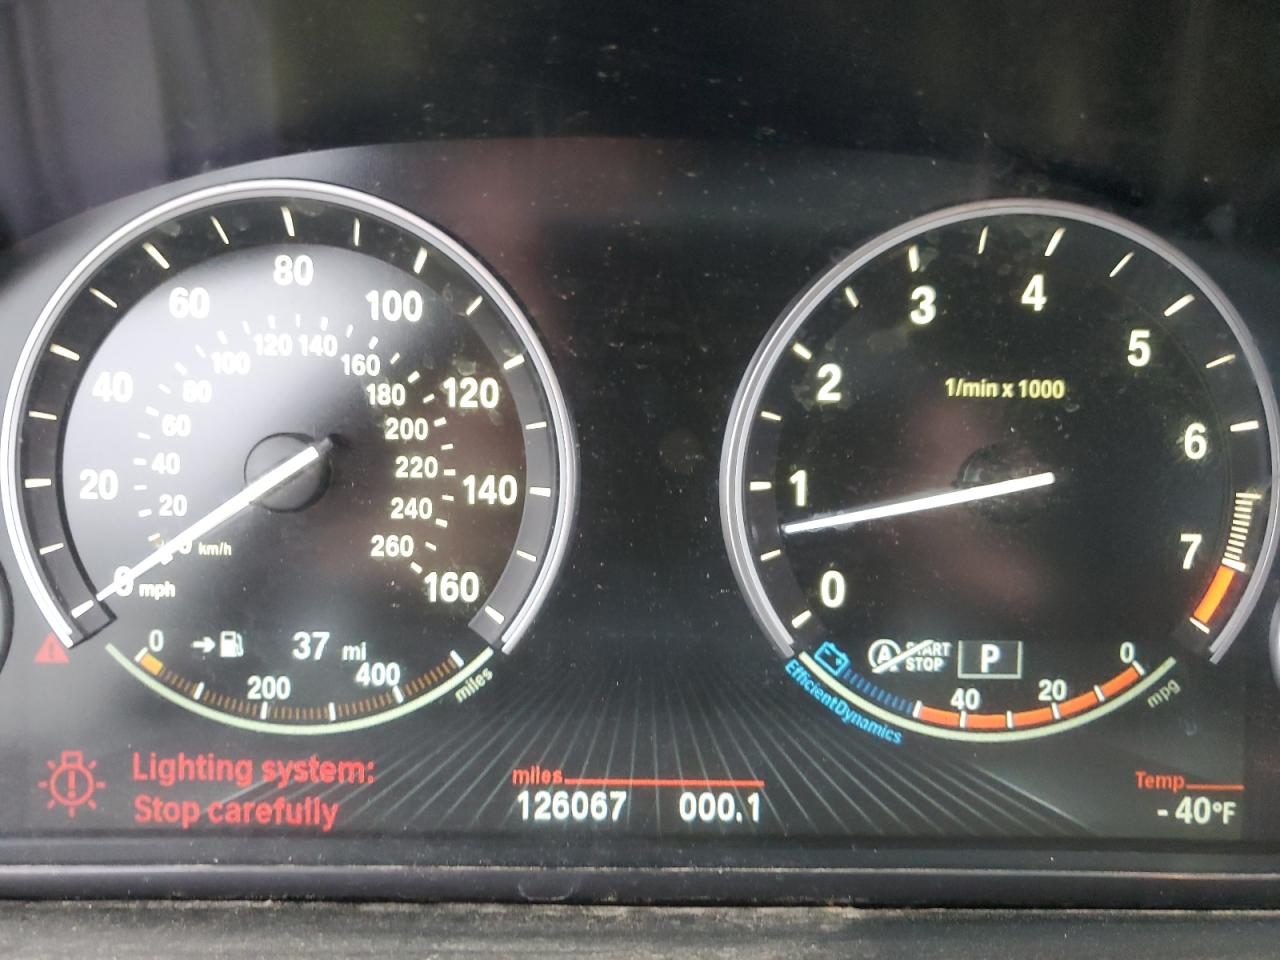 20
40
60
80
100
120
140
160
0 mph
20
40
60
80
100
120
140
160
180
200
220
240
260
km/h
0
1
2
3
4
5
6
7
1/min x 1000
0
37 mi
200
400
miles
EfficientDynamics
A START
STOP
P
40
20
0
mpg
Lighting system:
Stop carefully
miles
126067 000.1
Temp
-40°F